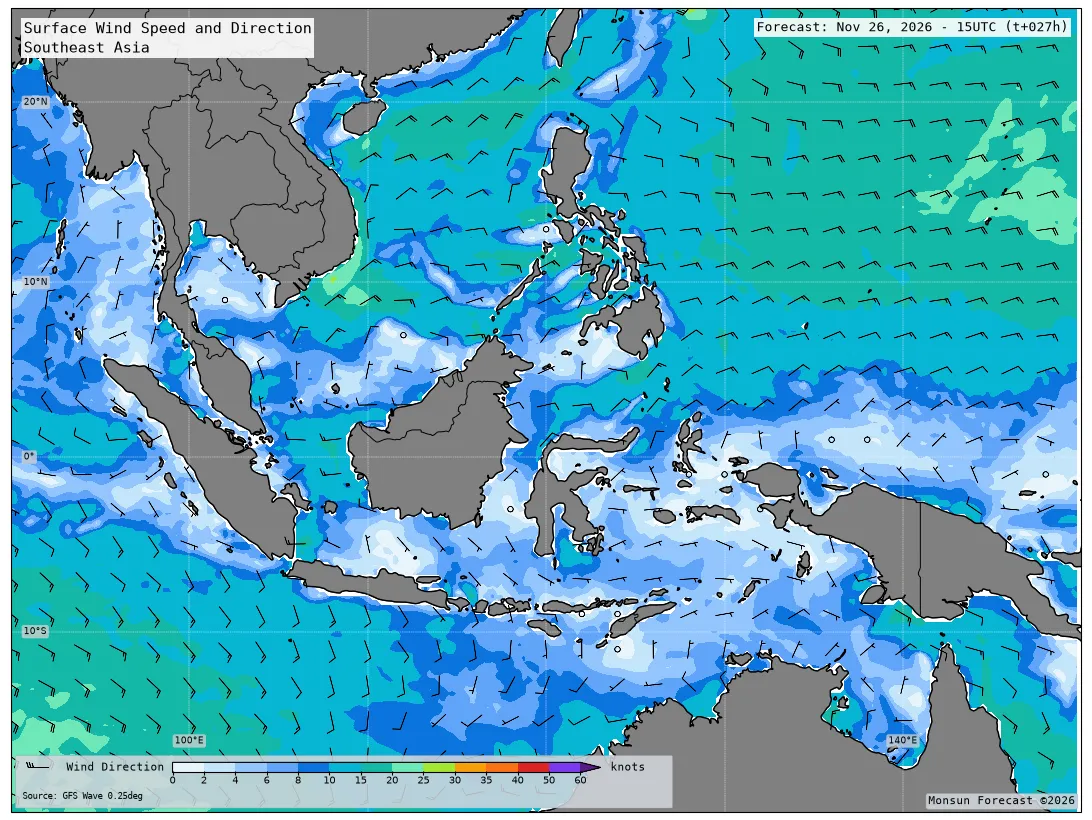 Surface Wind Speed and Direction
Southeast Asia
Forecast: Nov 26, 2026 - 15UTC (t+027h)
20°N
10°N
0°
10°S
100°E
140°E
Wind Direction
0 2 4 6 8 10 15 20 25 30 35 40 50 60
knots
Source: GFS Wave 0.25deg
Monsun Forecast ©2026